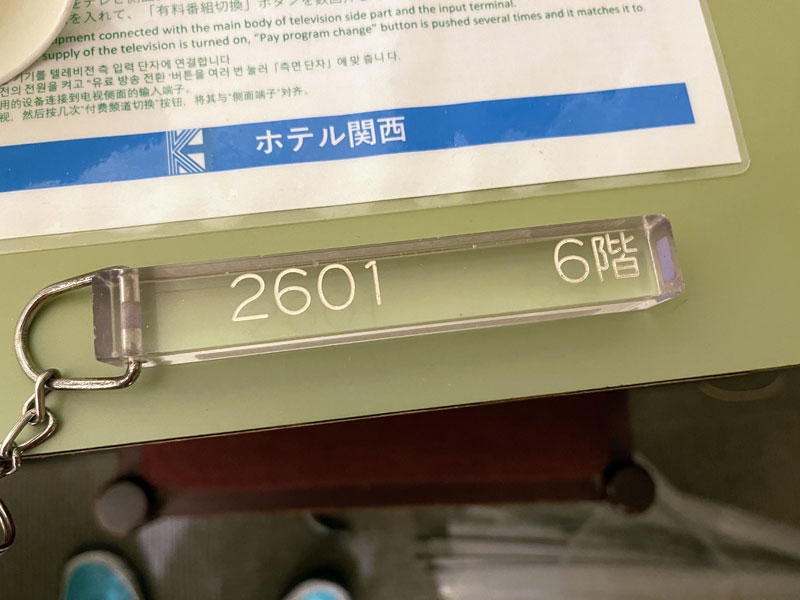 を入れて、「有料番組切換」ボタンを数回
ipment connected with the main body of television side part and the input terminal.
supply of the television is turned on, "Pay program change" button is pushed several times and it matches it to.
기기를 텔레비전 측 입력 단자에 연결합니다
전의 전원을 켜고 "유료 방송 전환"버튼을 여러 번 눌러「측면 단자」에 맞춥니다.
用的设备连接到电视侧面的输入端子。
视，然后按几次"付费频道切换"按钮，将其与"侧面端子"对齐。
ホテル関西
2601 6階